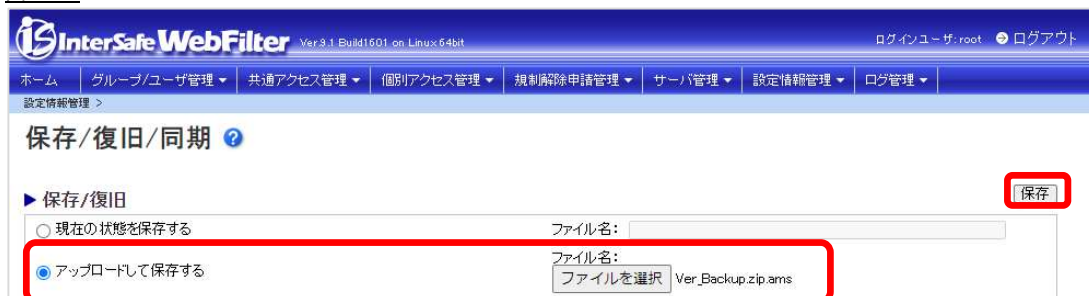 InterSafe WebFilter Ver.9.1 Build1601 on Linux64bit ログインユーザ:root ログアウト
ホーム グループ/ユーザ管理▼ 共通アクセス管理▼ 個別アクセス管理▼ 規制解除申請管理▼ サーバ管理▼ 設定情報管理▼ ログ管理▼
設定情報管理 >
保存/復旧/同期 ?
▶ 保存/復旧 保存
現在の状態を保存する ファイル名:
アップロードして保存する ファイル名:
ファイルを選択 Ver_Backup.zip.ams